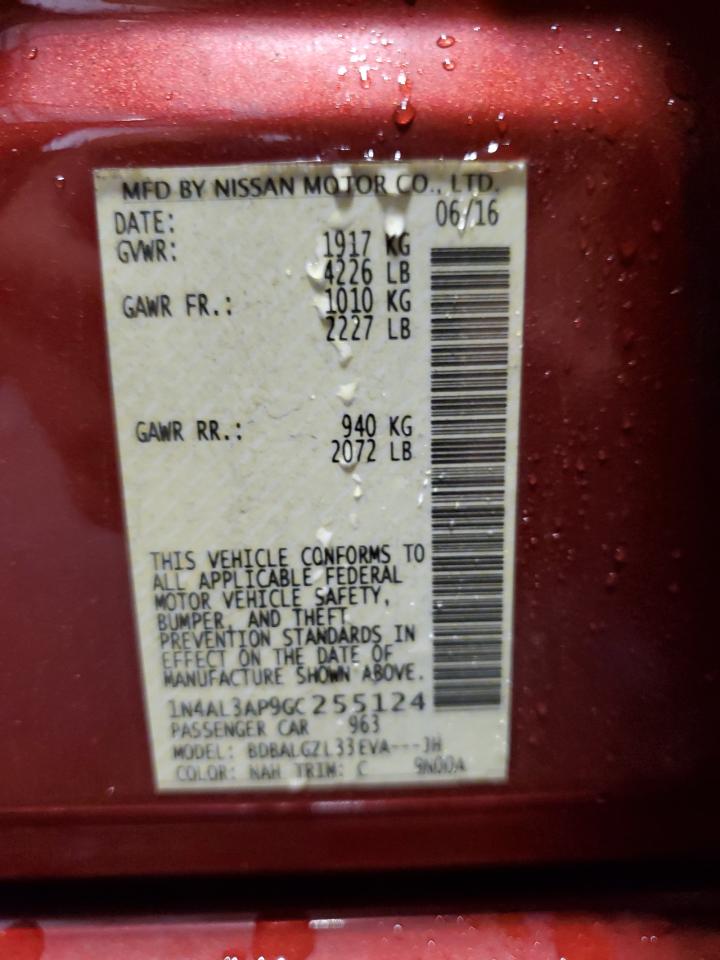 MFD BY NISSAN MOTOR CO., LTD.
DATE: 06/16
GVWR: 1917 KG
4226 LB
GAWR FR.: 1010 KG
2227 LB
GAWR RR.: 940 KG
2072 LB
THIS VEHICLE CONFORMS TO
ALL APPLICABLE FEDERAL
MOTOR VEHICLE SAFETY,
BUMPER, AND THEFT
PREVENTION STANDARDS IN
EFFECT ON THE DATE OF
MANUFACTURE SHOWN ABOVE.
1N4AL3AP9GC255124
PASSENGER CAR 963
MODEL: BDBALGZL33EVA---JH
COLOR: NAH TRIM: C 9N00A